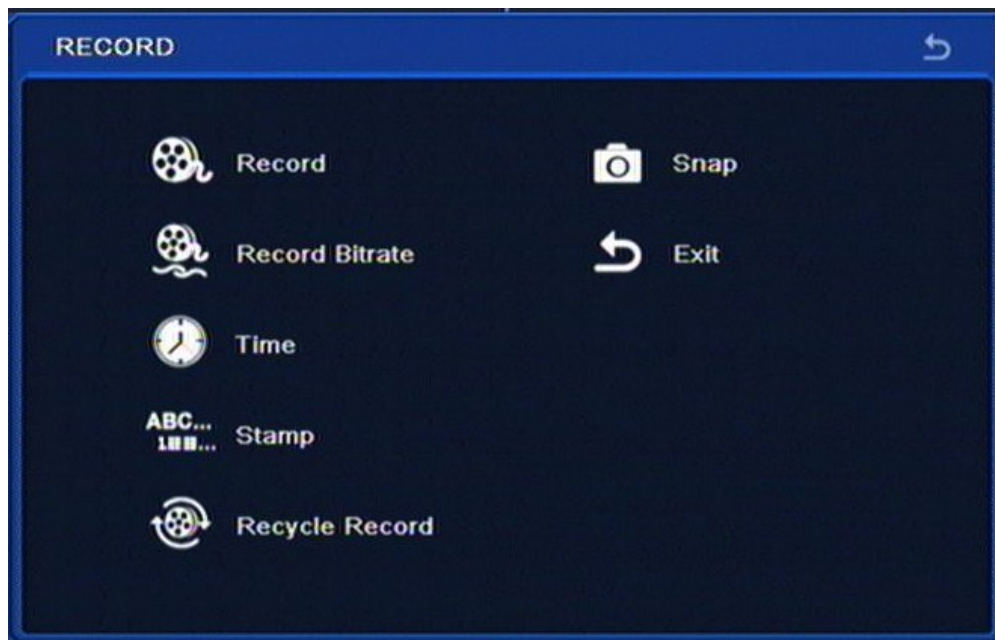 RECORD
Record
Record Bitrate
Time
ABC...
Stamp
Recycle Record
Snap
Exit